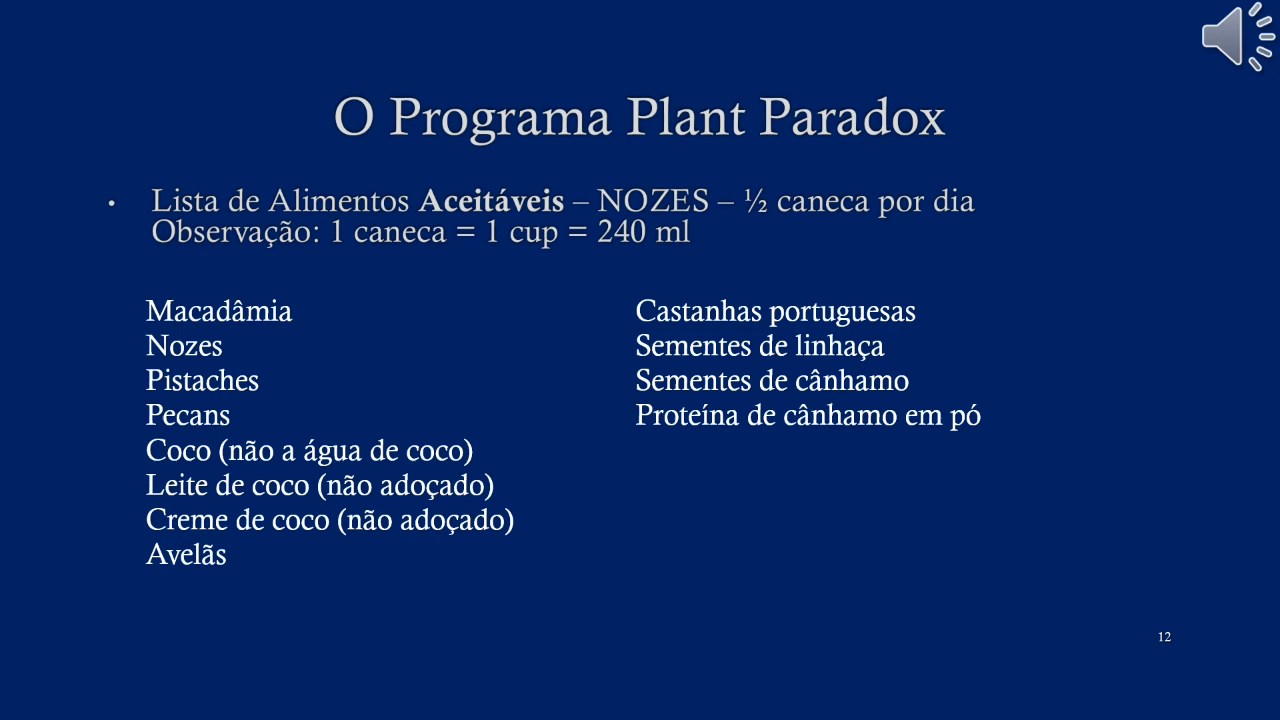 O Programa Plant Paradox
• Lista de Alimentos Aceitáveis – NOZES – ½ caneca por dia
Observação: 1 caneca = 1 cup = 240 ml
Macadâmia
Nozes
Pistaches
Pecans
Coco (não a água de coco)
Leite de coco (não adoçado)
Creme de coco (não adoçado)
Avelãs
Castanhas portuguesas
Sementes de linhaça
Sementes de cânhamo
Proteína de cânhamo em pó
12